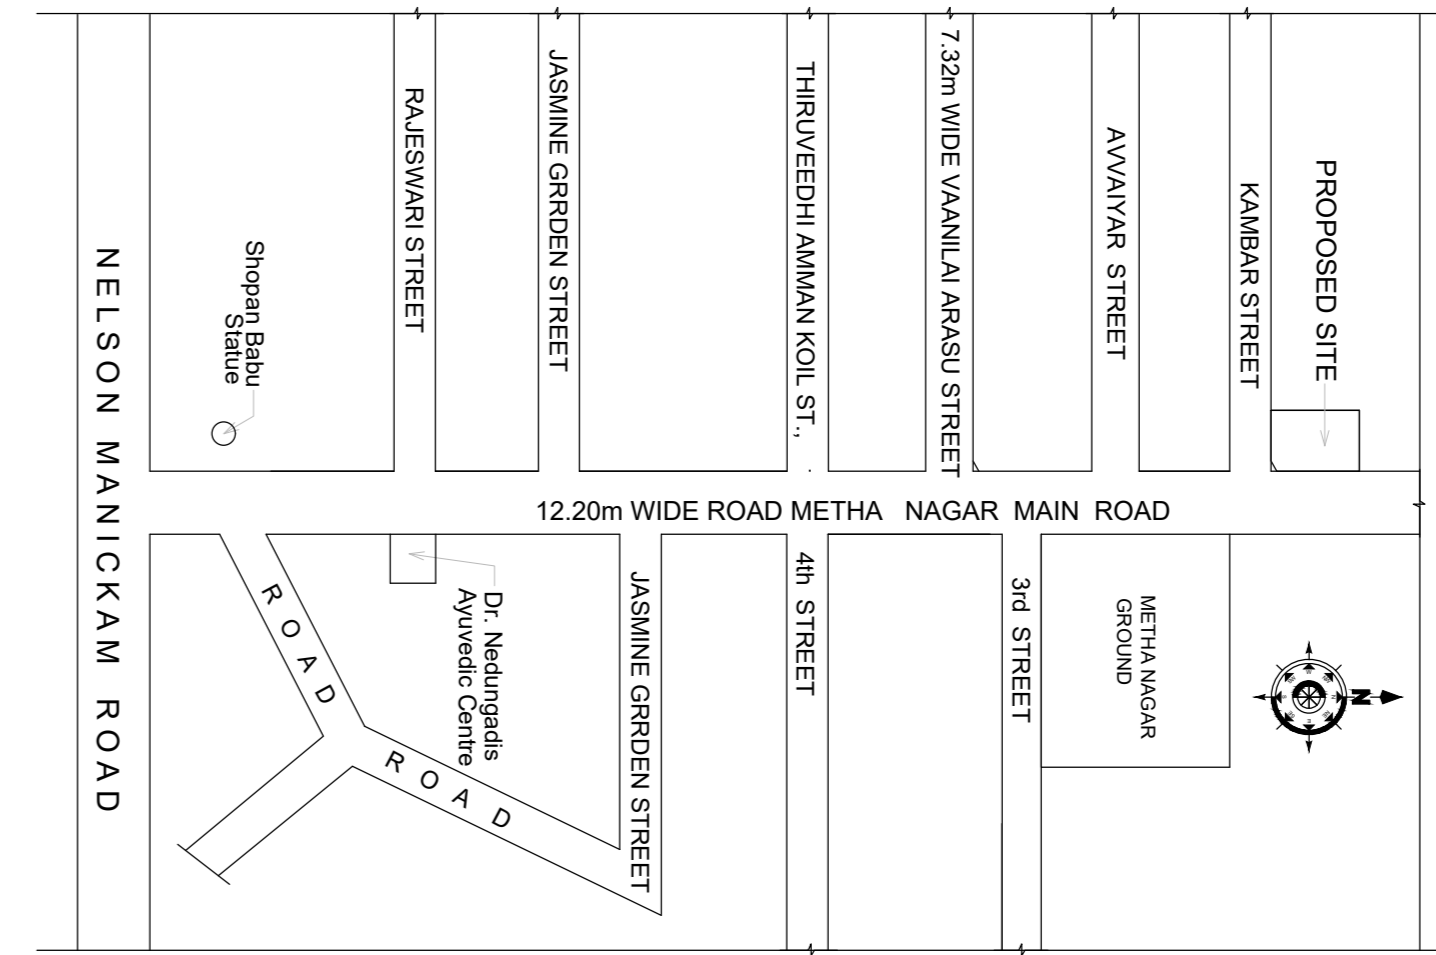 NELSON MANICKAM ROAD
Shopan Babu
Statue
RAJESWARI STREET
JASMINE GRRDEN STREET
THIRUVEEDHI AMMAN KOIL ST.,
7.32m WIDE VAANILAI ARASU STREET
AVVAIYAR STREET
KAMBAR STREET
PROPOSED SITE
12.20m WIDE ROAD METHA NAGAR MAIN ROAD
ROAD
ROAD
Dr. Nedungadis
Ayuvedic Centre
JASMINE GRRDEN STREET
4th STREET
3rd STREET
METHA NAGAR
GROUND
N